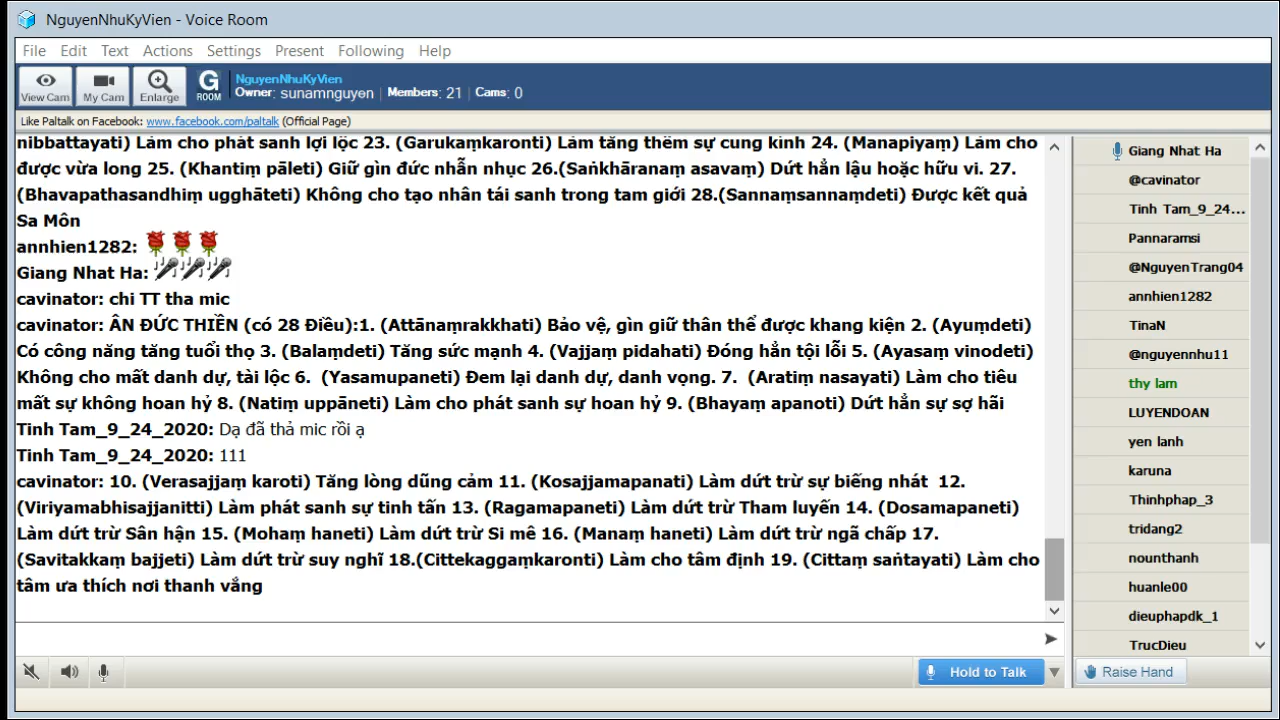 NguyenNhuKyVien - Voice Room
File Edit Text Actions Settings Present Following Help
View Cam My Cam Enlarge G ROOM
NguyenNhuKyVien
Owner: sunamnguyen Members: 21 Cams: 0
Like Paltalk on Facebook: www.facebook.com/paltalk (Official Page)
nibbattayati) Làm cho phát sanh lợi lộc 23. (Garukaṃkaronti) Làm tăng thêm sự cung kính 24. (Manapiyaṃ) Làm cho
được vừa long 25. (Khantiṃ pāleti) Giữ gìn đức nhẫn nhục 26.(Saṅkhāranaṃ asavaṃ) Dứt hẳn lậu hoặc hữu vi. 27.
(Bhavapathasandhiṃ ugghāteti) Không cho tạo nhân tái sanh trong tam giới 28.(Sannaṃsannaṃdeti) Được kết quả
Sa Môn
annhien1282:
Giang Nhat Ha:
cavinator: chi TT tha mic
cavinator: ÂN ĐỨC THIỀN (có 28 Điều):1. (Attānaṃrakkhati) Bảo vệ, gìn giữ thân thể được khang kiện 2. (Ayuṃdeti)
Có công năng tăng tuổi thọ 3. (Balaṃdeti) Tăng sức mạnh 4. (Vajjaṃ pidahati) Đóng hẳn tội lỗi 5. (Ayasaṃ vinodeti)
Không cho mất danh dự, tài lộc 6. (Yasamupaneti) Đem lại danh dự, danh vọng. 7. (Aratiṃ nasayati) Làm cho tiêu
mất sự không hoan hỷ 8. (Natiṃ uppāneti) Làm cho phát sanh sự hoan hỷ 9. (Bhayaṃ apanoti) Dứt hẳn sự sợ hãi
Tinh Tam_9_24_2020: Dạ đã thả mic rồi ạ
Tinh Tam_9_24_2020: 111
cavinator: 10. (Verasajjaṃ karoti) Tăng lòng dũng cảm 11. (Kosajjamapanati) Làm dứt trừ sự biếng nhát 12.
(Viriyamabhisajjanitti) Làm phát sanh sự tinh tấn 13. (Ragamapaneti) Làm dứt trừ Tham luyến 14. (Dosamapaneti)
Làm dứt trừ Sân hận 15. (Mohaṃ haneti) Làm dứt trừ Si mê 16. (Manaṃ haneti) Làm dứt trừ ngã chấp 17.
(Savitakkaṃ bajjeti) Làm dứt trừ suy nghĩ 18.(Cittekaggaṃkaronti) Làm cho tâm định 19. (Cittaṃ saṅtayati) Làm cho
tâm ưa thích nơi thanh vắng
Hold to Talk
Giang Nhat Ha
@cavinator
Tinh Tam_9_24...
Pannaramsi
@NguyenTrang04
annhien1282
TinaN
@nguyennhu11
thy lam
LUYENDOAN
yen lanh
karuna
Thinhphap_3
tridang2
nounthanh
huanle00
dieuphapdk_1
TrucDieu
Raise Hand